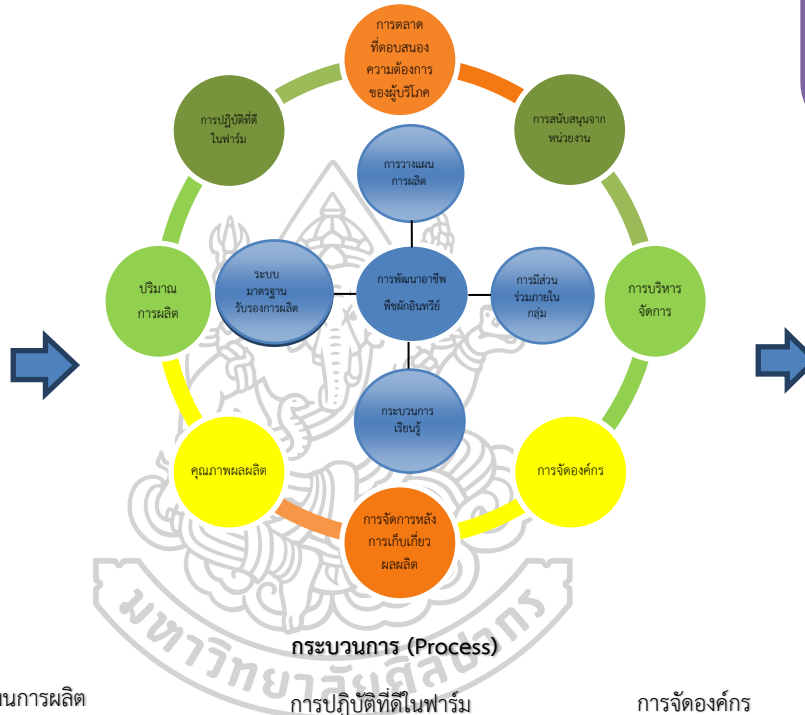 การตลาด
ที่ตอบสนอง
ความต้องการ
ของผู้บริโภค
การปฏิบัติที่ดี
ในฟาร์ม
การสนับสนุนจาก
หน่วยงาน
การวางแผน
การผลิต
ระบบ
มาตรฐาน
รับรองการผลิต
การพัฒนาอาชีพ
พืชผักอินทรีย์
การมีส่วน
ร่วมภายใน
กลุ่ม
ปริมาณ
การผลิต
การบริหาร
จัดการ
กระบวนการ
เรียนรู้
คุณภาพผลผลิต
การจัดองค์กร
การจัดการหลัง
การเก็บเกี่ยว
ผลผลิต
มหาวิทยาลัยศิลปากร
กระบวนการ (Process)
นการผลิต
การปฏิบัติที่ดีในฟาร์ม
การจัดองค์กร